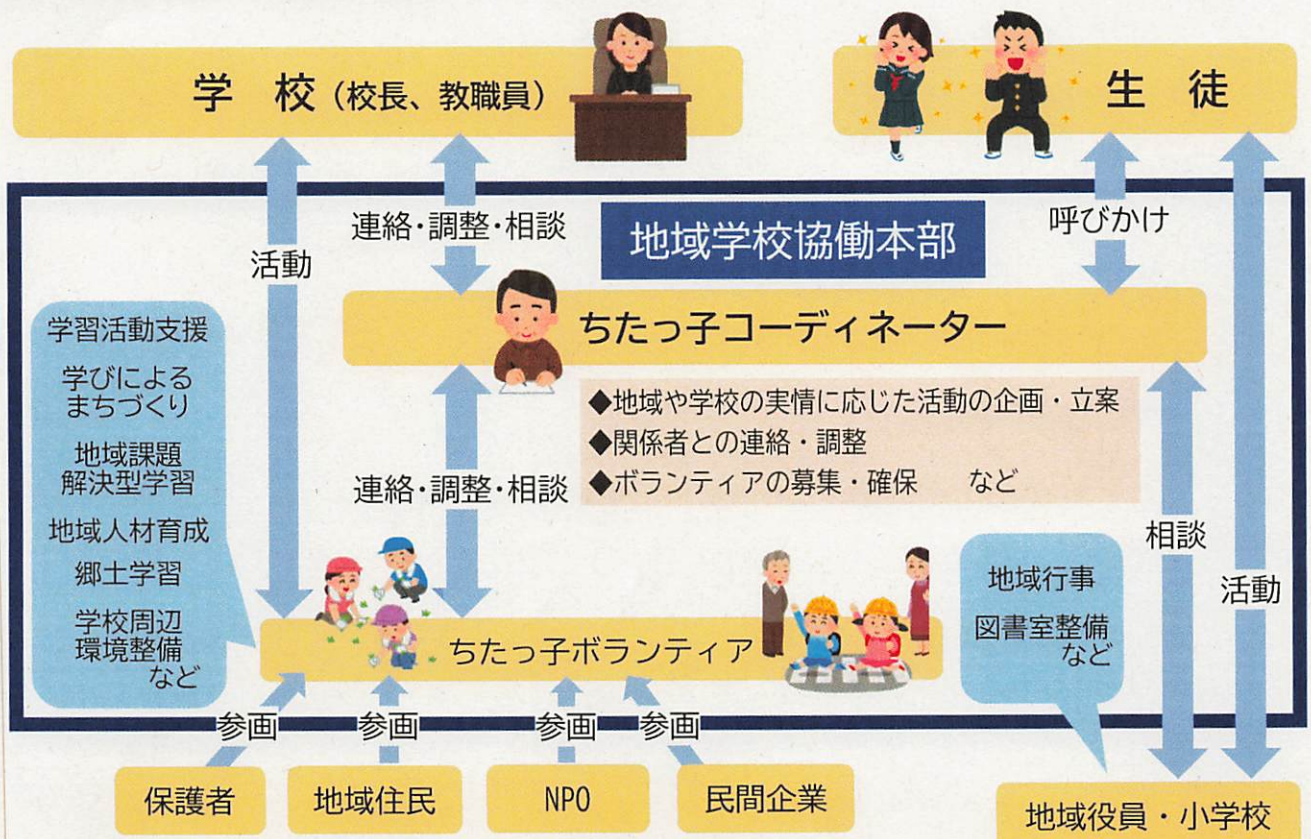 学　校（校長、教職員）
生　徒
連絡・調整・相談
地域学校協働本部
呼びかけ
活動
ちたっ子コーディネーター
学習活動支援
学びによる
まちづくり
地域課題
解決型学習
地域人材育成
郷土学習
学校周辺
環境整備
など
◆地域や学校の実情に応じた活動の企画・立案
◆関係者との連絡・調整
◆ボランティアの募集・確保　　など
連絡・調整・相談
相談
活動
地域行事
図書室整備
など
ちたっ子ボランティア
参画
参画
参画
参画
保護者
地域住民
NPO
民間企業
地域役員・小学校